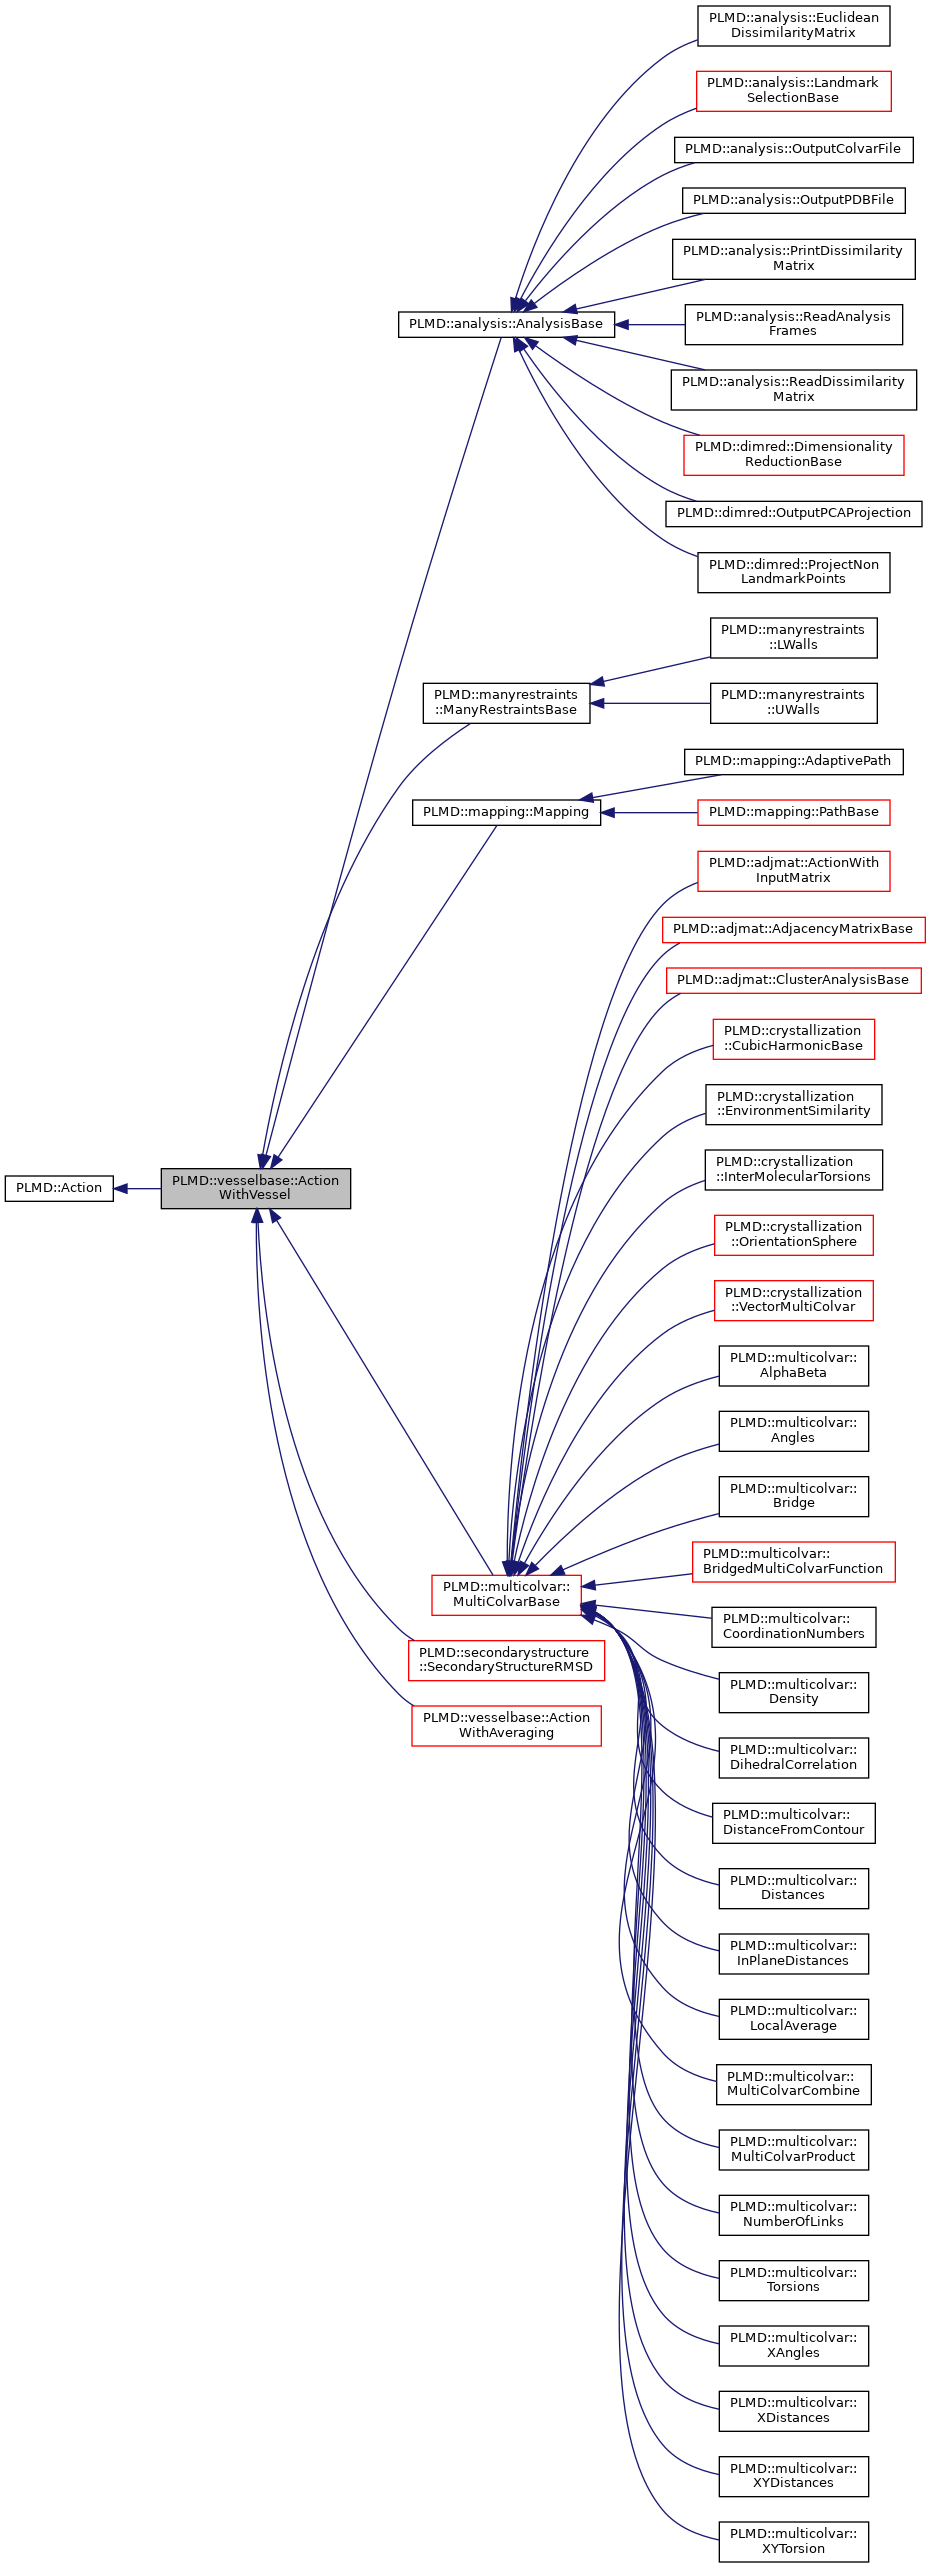 PLMD::analysis::Euclidean
DissimilarityMatrix
PLMD::analysis::Landmark
SelectionBase
PLMD::analysis::OutputColvarFile
PLMD::analysis::OutputPDBFile
PLMD::analysis::PrintDissimilarity
Matrix
PLMD::analysis::AnalysisBase
PLMD::analysis::ReadAnalysis
Frames
PLMD::analysis::ReadDissimilarity
Matrix
PLMD::dimred::Dimensionality
ReductionBase
PLMD::dimred::OutputPCAProjection
PLMD::dimred::ProjectNon
LandmarkPoints
PLMD::manyrestraints
::LWalls
PLMD::manyrestraints
::ManyRestraintsBase
PLMD::manyrestraints
::UWalls
PLMD::mapping::AdaptivePath
PLMD::mapping::Mapping
PLMD::mapping::PathBase
PLMD::adjmat::ActionWith
InputMatrix
PLMD::adjmat::AdjacencyMatrixBase
PLMD::adjmat::ClusterAnalysisBase
PLMD::crystallization
::CubicHarmonicBase
PLMD::crystallization
::EnvironmentSimilarity
PLMD::Action
PLMD::vesselbase::Action
WithVessel
PLMD::crystallization
::InterMolecularTorsions
PLMD::crystallization
::OrientationSphere
PLMD::crystallization
::VectorMultiColvar
PLMD::multicolvar::
AlphaBeta
PLMD::multicolvar::
Angles
PLMD::multicolvar::
Bridge
PLMD::multicolvar::
BridgedMultiColvarFunction
PLMD::multicolvar::
MultiColvarBase
PLMD::multicolvar::
CoordinationNumbers
PLMD::secondarystructure
::SecondaryStructureRMSD
PLMD::multicolvar::
Density
PLMD::vesselbase::Action
WithAveraging
PLMD::multicolvar::
DihedralCorrelation
PLMD::multicolvar::
DistanceFromContour
PLMD::multicolvar::
Distances
PLMD::multicolvar::
InPlaneDistances
PLMD::multicolvar::
LocalAverage
PLMD::multicolvar::
MultiColvarCombine
PLMD::multicolvar::
MultiColvarProduct
PLMD::multicolvar::
NumberOfLinks
PLMD::multicolvar::
Torsions
PLMD::multicolvar::
XAngles
PLMD::multicolvar::
XDistances
PLMD::multicolvar::
XYDistances
PLMD::multicolvar::
XYTorsion